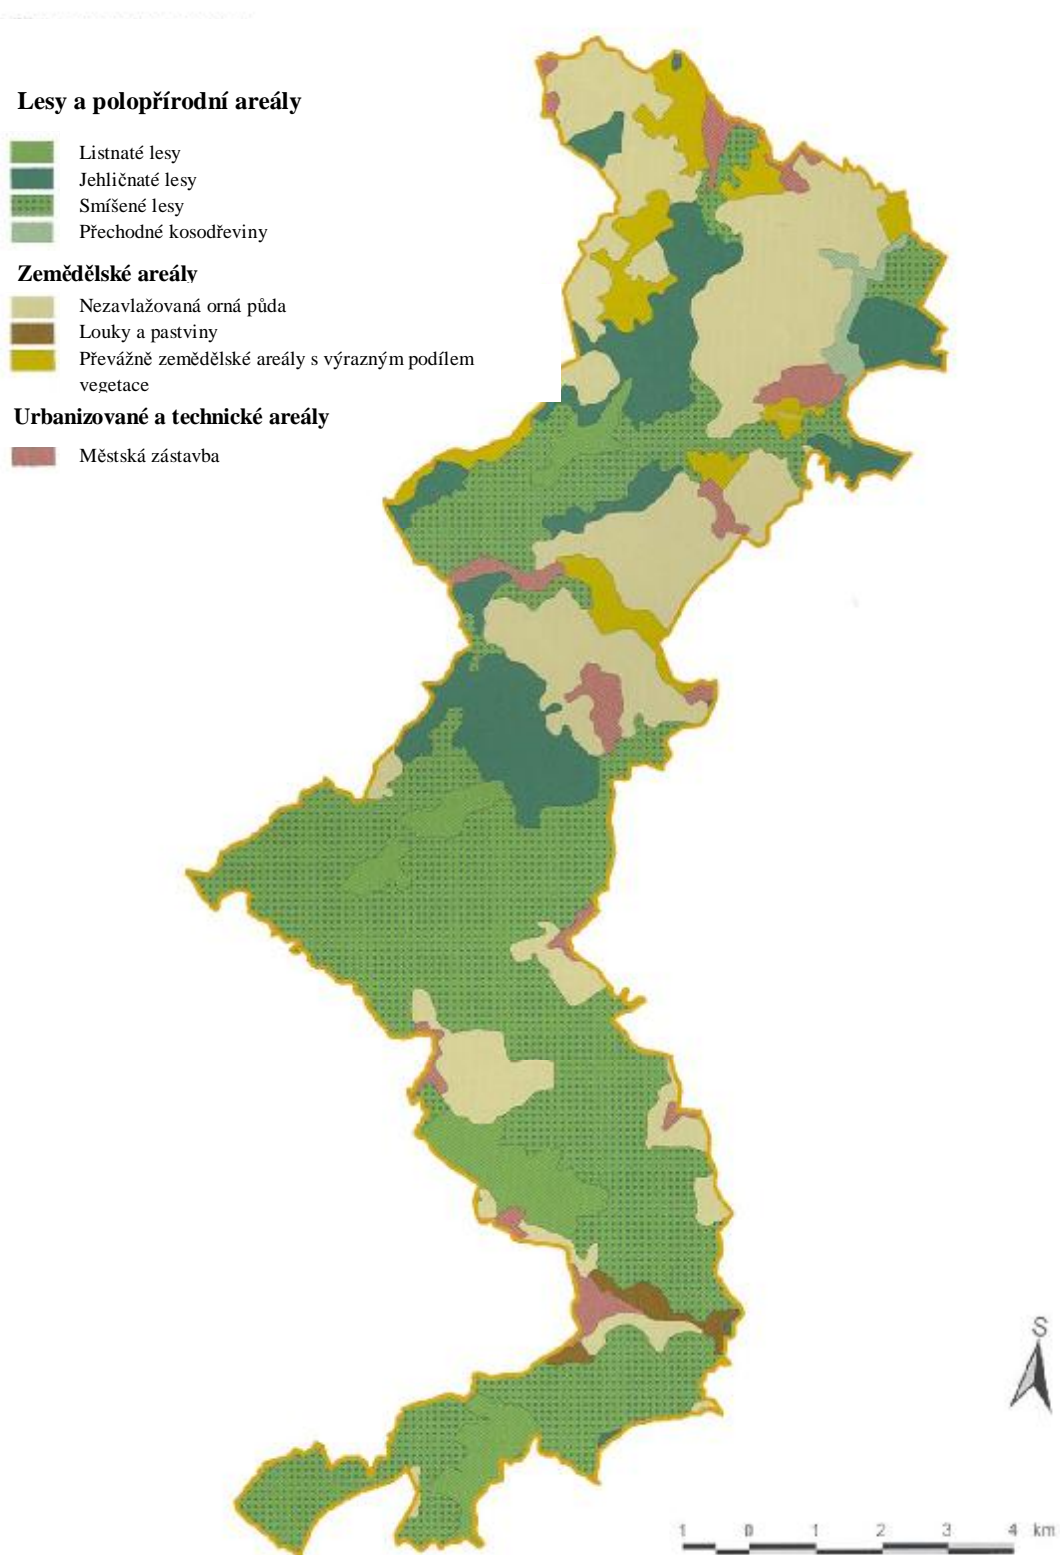 Lesy a polopřírodní areály
Listnaté lesy
Jehličnaté lesy
Smíšené lesy
Přechodné kosodřeviny
Zemědělské areály
Nezavlažovaná orná půda
Louky a pastviny
Převážně zemědělské areály s výrazným podílem
vegetace
Urbanizované a technické areály
Městská zástavba
S
1 0 1 2 3 4 km